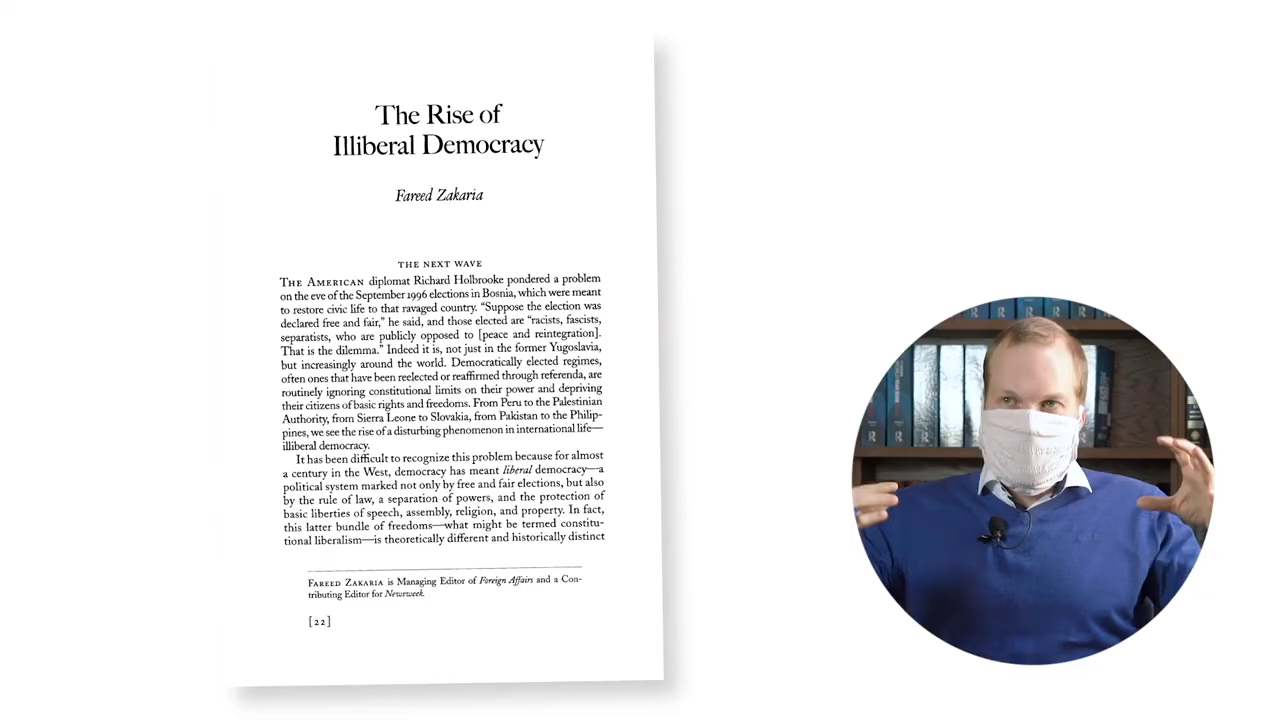 The Rise of
Illiberal Democracy
Fareed Zakaria
THE NEXT WAVE
THE AMERICAN diplomat Richard Holbrooke pondered a problem
on the eve of the September 1996 elections in Bosnia, which were meant
to restore civic life to that ravaged country. “Suppose the election was
declared free and fair,” he said, and those elected are “racists, fascists,
separatists, who are publicly opposed to [peace and reintegration].
That is the dilemma.” Indeed it is, not just in the former Yugoslavia,
but increasingly around the world. Democratically elected regimes,
often ones that have been reelected or reaffirmed through referenda, are
routinely ignoring constitutional limits on their power and depriving
their citizens of basic rights and freedoms. From Peru to the Palestinian
Authority, from Sierra Leone to Slovakia, from Pakistan to the Philip-
pines, we see the rise of a disturbing phenomenon in international life—
illiberal democracy.
It has been difficult to recognize this problem because for almost
a century in the West, democracy has meant liberal democracy—a
political system marked not only by free and fair elections, but also
by the rule of law, a separation of powers, and the protection of
basic liberties of speech, assembly, religion, and property. In fact,
this latter bundle of freedoms—what might be termed constitu-
tional liberalism—is theoretically different and historically distinct
FAREED ZAKARIA is Managing Editor of Foreign Affairs and a Con-
tributing Editor for Newsweek.
[22]
R R R R